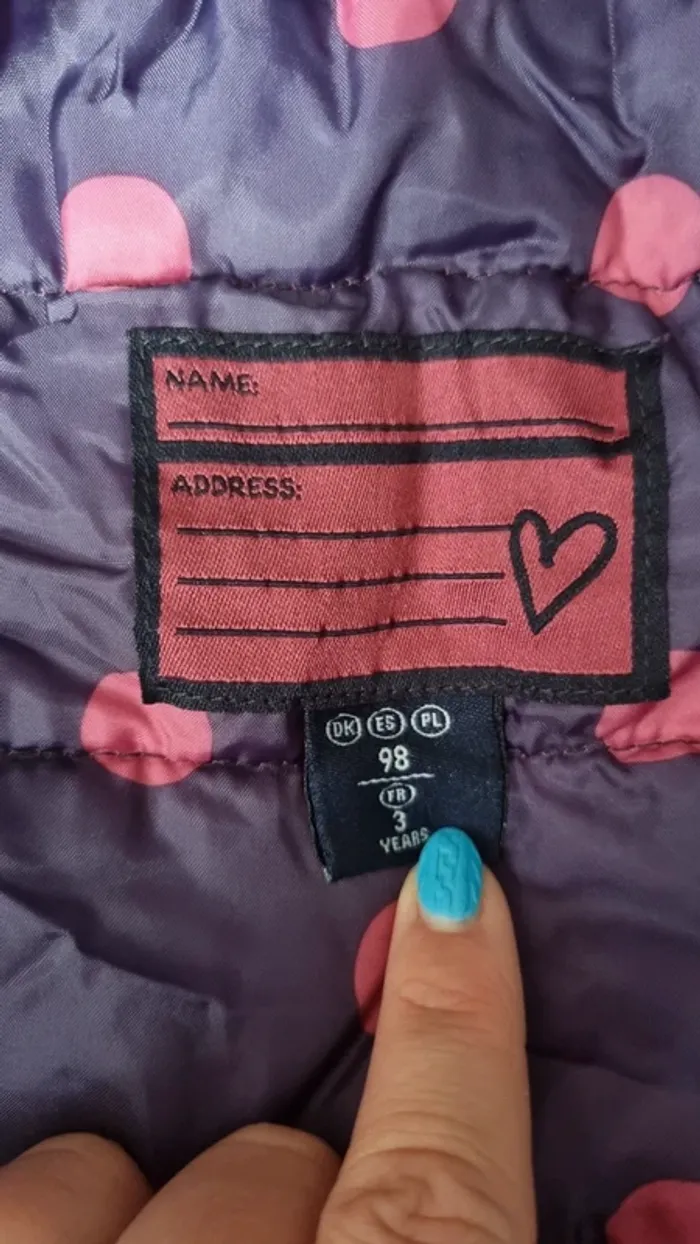 NAME:
ADDRESS:
DK ES PL
98
FR
3
YEARS